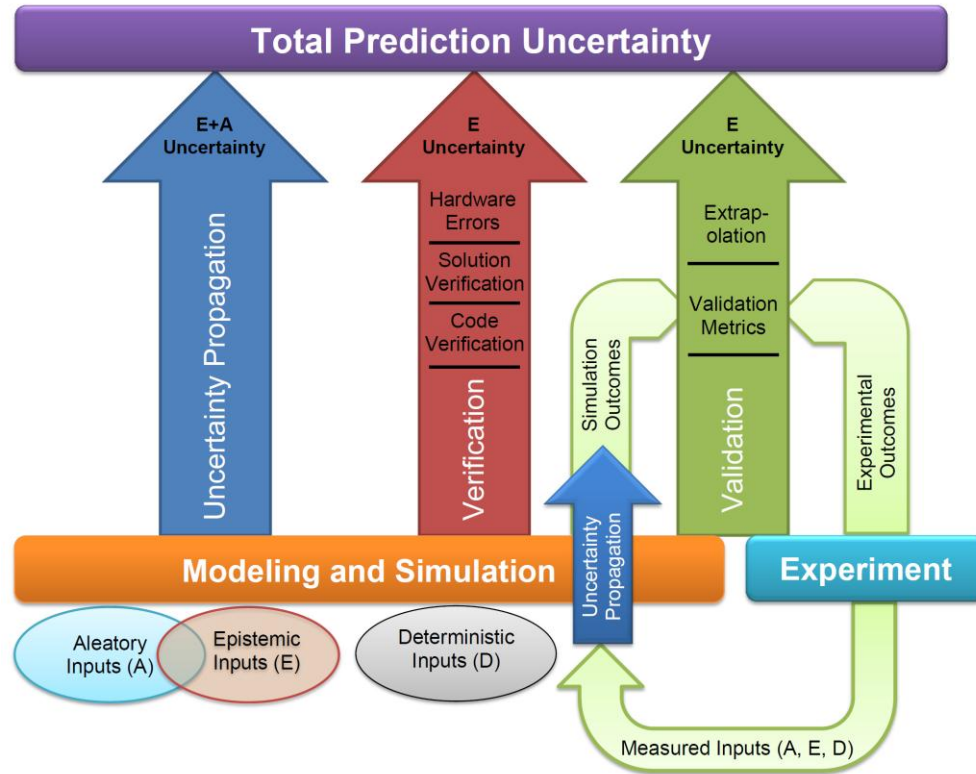 Total Prediction Uncertainty
E+A
Uncertainty
Uncertainty Propagation
E
Uncertainty
Hardware
Errors
Solution
Verification
Code
Verification
Verification
E
Uncertainty
Extrap-
olation
Validation
Metrics
Validation
Simulation
Outcomes
Experimental
Outcomes
Uncertainty
Propagation
Modeling and Simulation
Experiment
Aleatory
Inputs (A)
Epistemic
Inputs (E)
Deterministic
Inputs (D)
Measured Inputs (A, E, D)